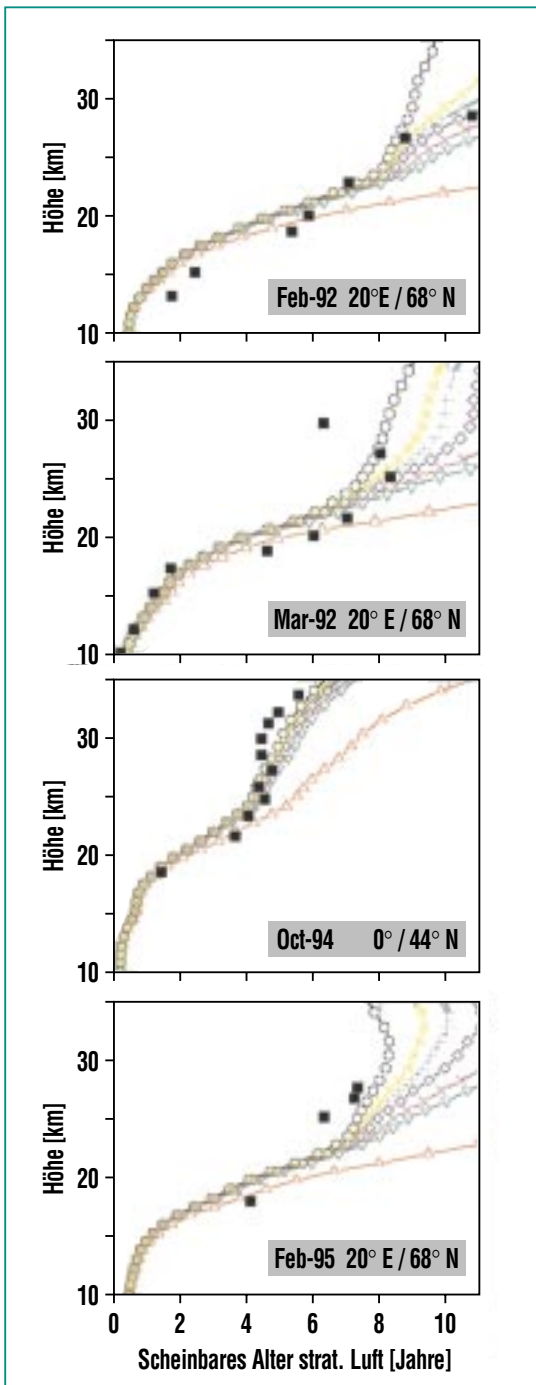 Höhe [km]
30
20
10
Feb-92 20°E / 68° N
Höhe [km]
30
20
10
Mar-92 20° E / 68° N
Höhe [km]
30
20
10
Oct-94 0° / 44° N
Höhe [km]
30
20
10
Feb-95 20° E / 68° N
0 2 4 6 8 10
Scheinbares Alter strat. Luft [Jahre]